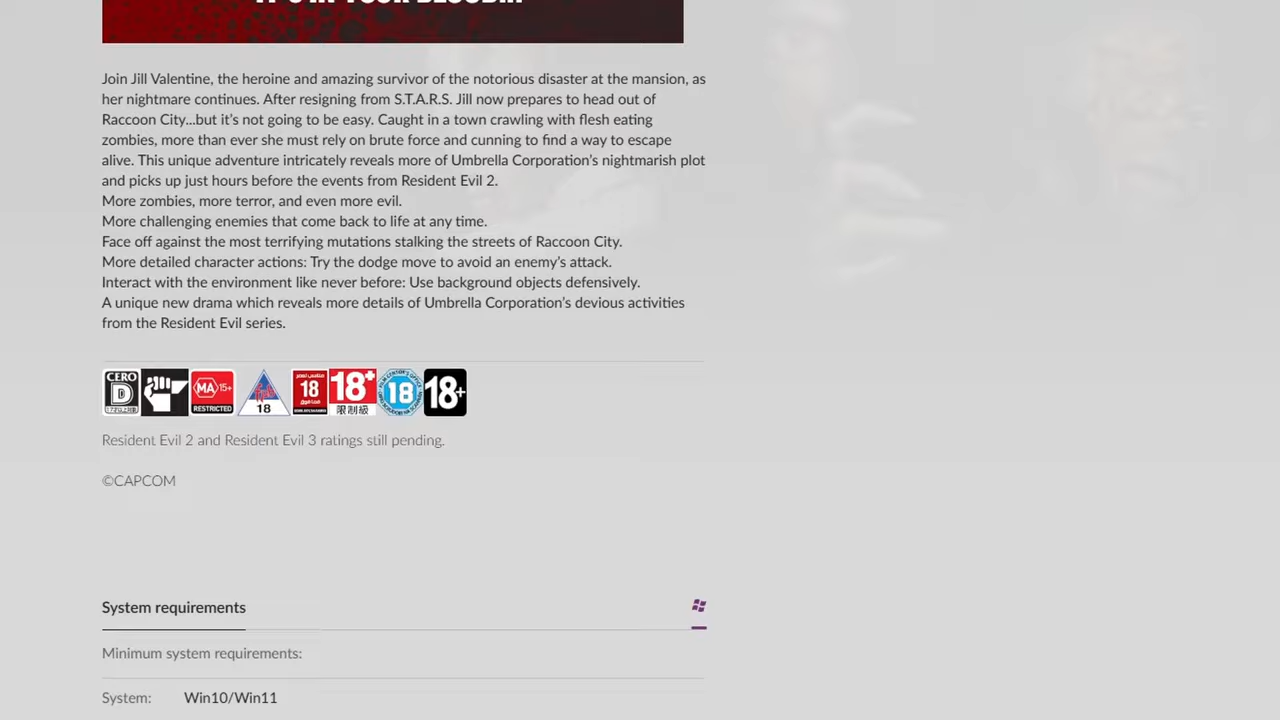 Join Jill Valentine, the heroine and amazing survivor of the notorious disaster at the mansion, as
her nightmare continues. After resigning from S.T.A.R.S. Jill now prepares to head out of
Raccoon City...but it's not going to be easy. Caught in a town crawling with flesh eating
zombies, more than ever she must rely on brute force and cunning to find a way to escape
alive. This unique adventure intricately reveals more of Umbrella Corporation's nightmarish plot
and picks up just hours before the events from Resident Evil 2.
More zombies, more terror, and even more evil.
More challenging enemies that come back to life at any time.
Face off against the most terrifying mutations stalking the streets of Raccoon City.
More detailed character actions: Try the dodge move to avoid an enemy's attack.
Interact with the environment like never before: Use background objects defensively.
A unique new drama which reveals more details of Umbrella Corporation's devious activities
from the Resident Evil series.
CERO D MA 15+ RESTRICTED 18 18 18+ 限制級 18 18+
Resident Evil 2 and Resident Evil 3 ratings still pending.
©CAPCOM
System requirements
Minimum system requirements:
System: Win10/Win11